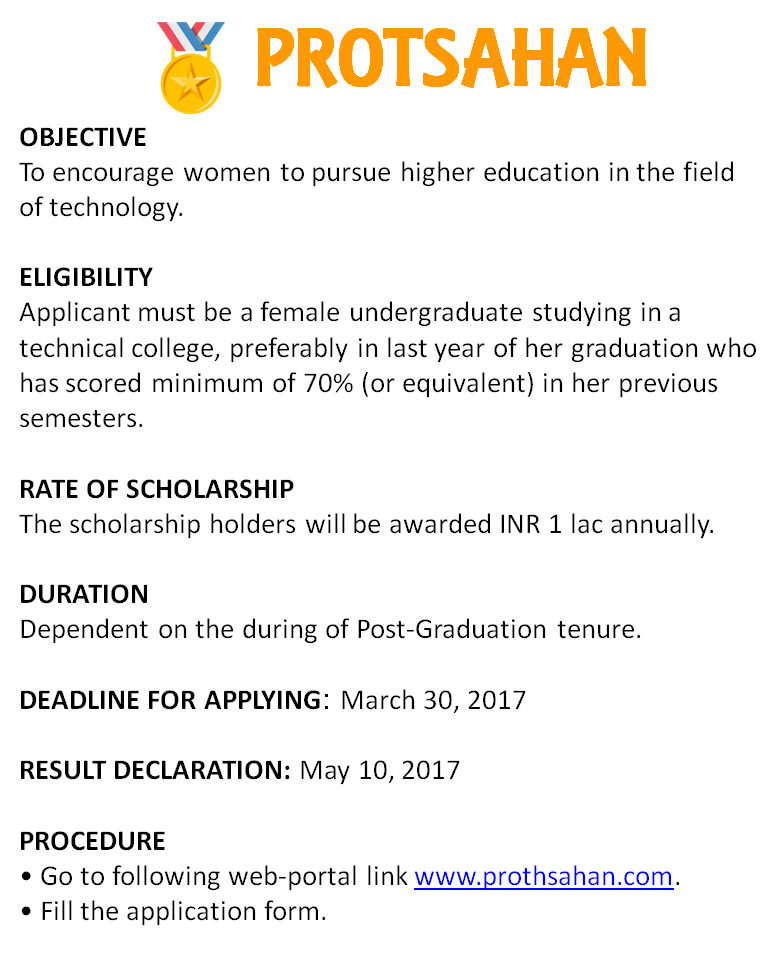 PROTSAHAN
OBJECTIVE
To encourage women to pursue higher education in the field
of technology.
ELIGIBILITY
Applicant must be a female undergraduate studying in a
technical college, preferably in last year of her graduation who
has scored minimum of 70% (or equivalent) in her previous
semesters.
RATE OF SCHOLARSHIP
The scholarship holders will be awarded INR 1 lac annually.
DURATION
Dependent on the during of Post-Graduation tenure.
DEADLINE FOR APPLYING: March 30, 2017
RESULT DECLARATION: May 10, 2017
PROCEDURE
• Go to following web-portal link www.prothsahan.com.
• Fill the application form.